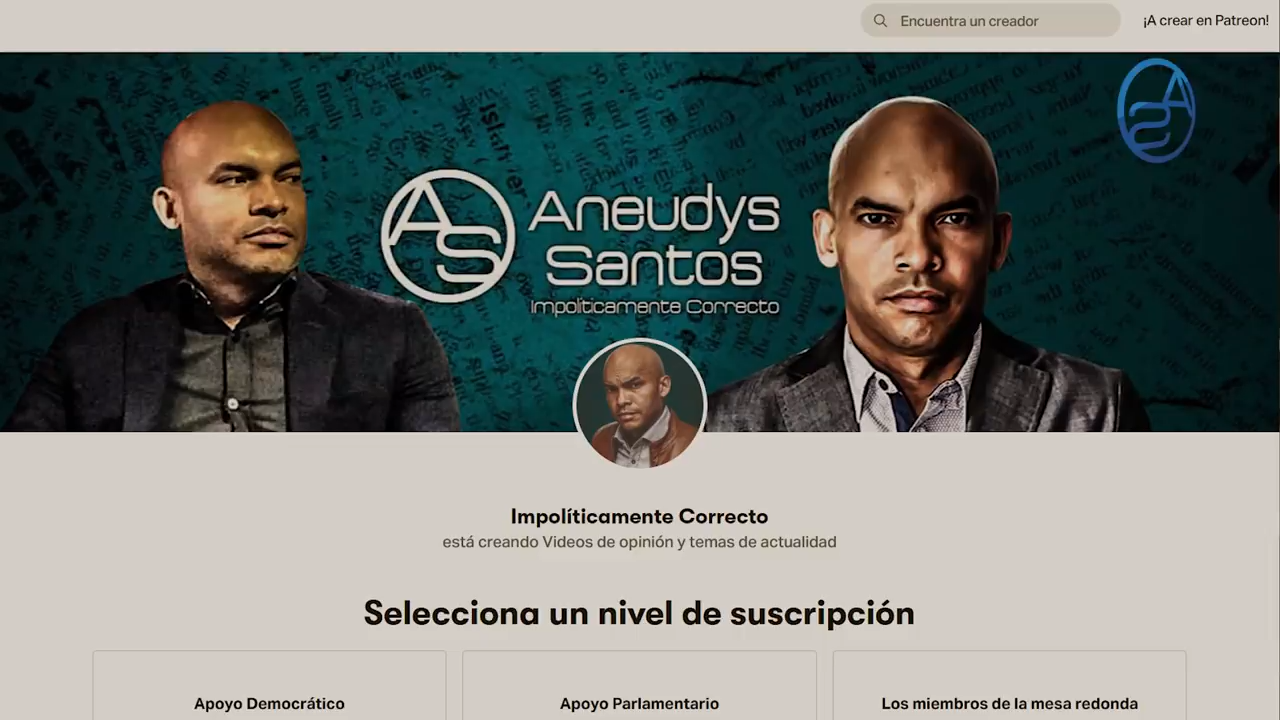 Encuentra un creador
¡A crear en Patreon!
AS
Aneudys
Santos
Impolíticamente Correcto
Impolíticamente Correcto
está creando Videos de opinión y temas de actualidad
Selecciona un nivel de suscripción
Apoyo Democrático
Apoyo Parlamentario
Los miembros de la mesa redonda